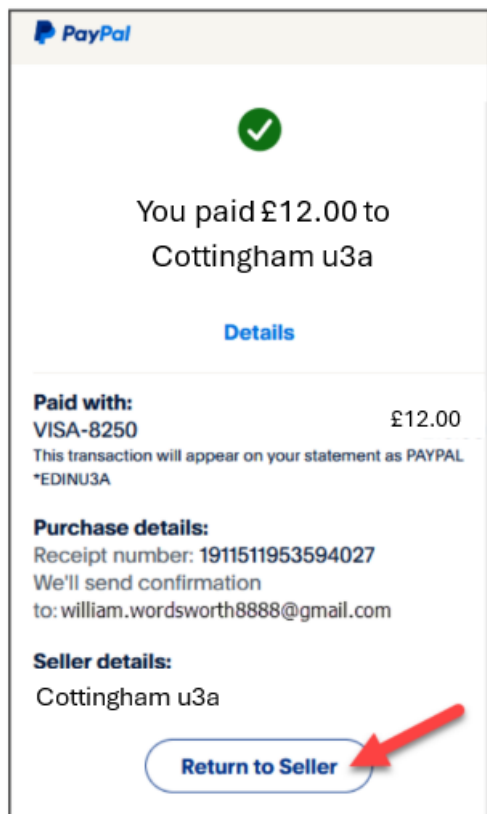 PayPal
You paid £12.00 to
Cottingham u3a
Details
Paid with:
VISA-8250 £12.00
This transaction will appear on your statement as PAYPAL
*EDINU3A
Purchase details:
Receipt number: 1911511953594027
We'll send confirmation
to: william.wordsworth8888@gmail.com
Seller details:
Cottingham u3a
Return to Seller